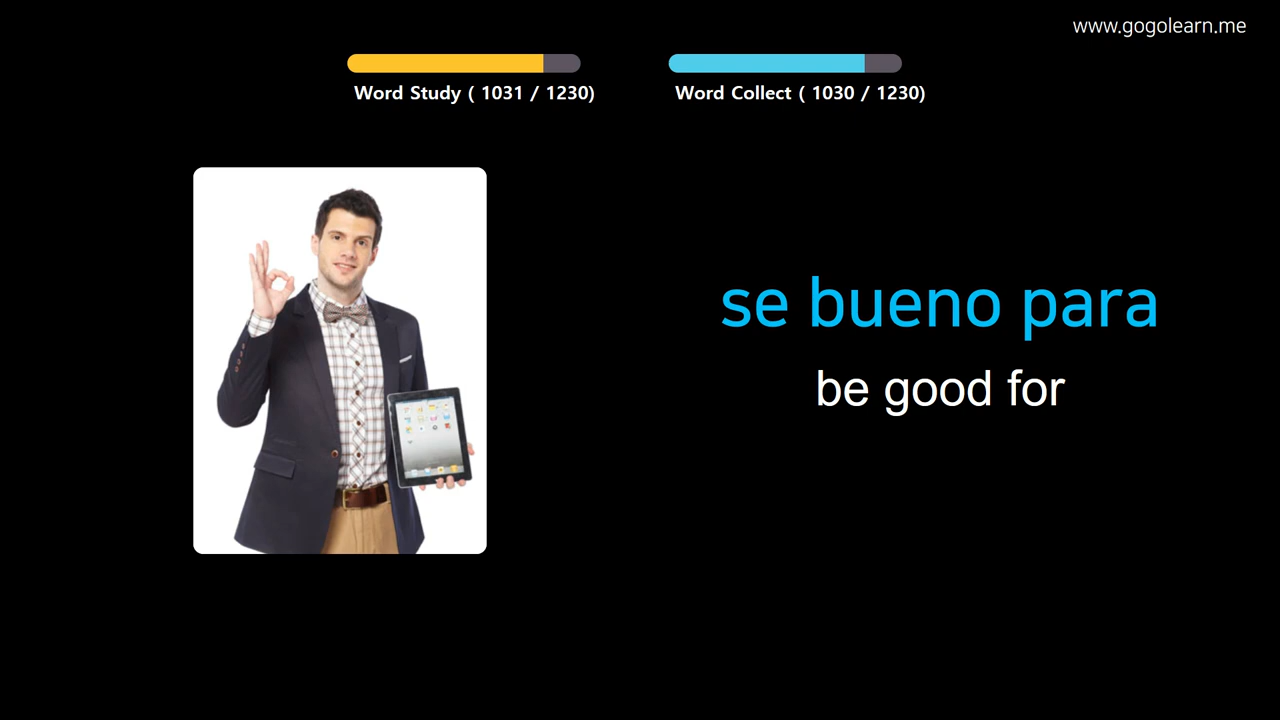 www.gogolearn.me
Word Study ( 1031 / 1230)
Word Collect ( 1030 / 1230)
se bueno para
be good for